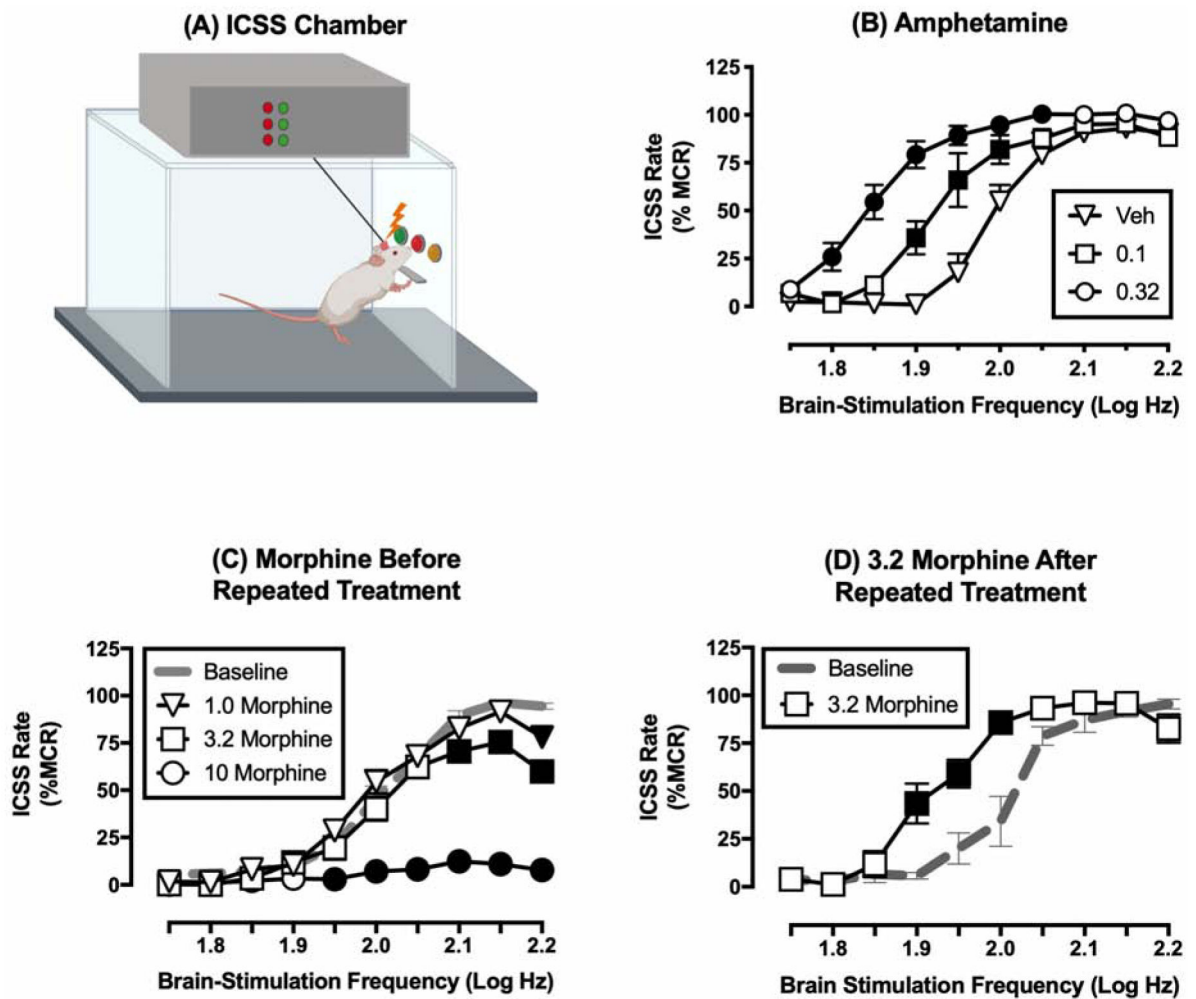 (A) ICSS Chamber
(B) Amphetamine
125
100
75
50
25
0
ICSS Rate
(% MCR)
Veh
0.1
0.32
1.8
1.9
2.0
2.1
2.2
Brain-Stimulation Frequency (Log Hz)
(C) Morphine Before
Repeated Treatment
125
100
75
50
25
0
ICSS Rate
(%MCR)
Baseline
1.0 Morphine
3.2 Morphine
10 Morphine
1.8
1.9
2.0
2.1
2.2
Brain-Stimulation Frequency (Log Hz)
(D) 3.2 Morphine After
Repeated Treatment
125
100
75
50
25
0
ICSS Rate
(%MCR)
Baseline
3.2 Morphine
1.8
1.9
2.0
2.1
2.2
Brain Stimulation Frequency (Log Hz)